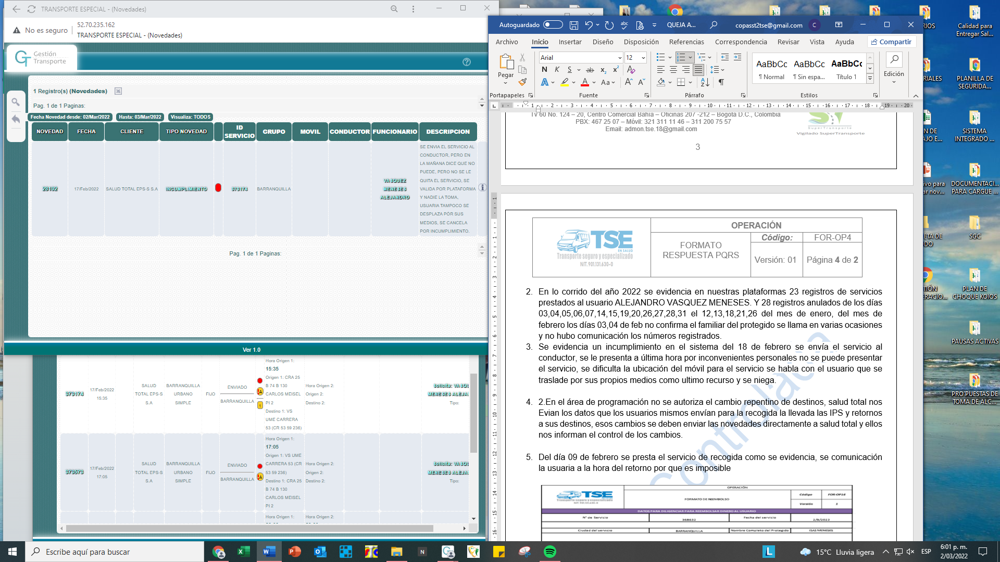 TRANSPORTE ESPECIAL - (Novedades)
No es seguro
52.70.235.162
TRANSPORTE ESPECIAL - (Novedades)
GT Gestión
Transporte
1 Registro(s) (Novedades)
Pag. 1 de 1 Paginas:
Fecha Novedad desde: 02/Mar/2022 Hasta: 03/Mar/2022 Visualiza: TODOS
NOVEDAD FECHA CLIENTE TIPO NOVEDAD ID SERVICIO GRUPO MOVIL CONDUCTOR FUNCIONARIO DESCRIPCION
28102 17/Feb/2022 SALUD TOTAL EPS-S S.A INCUMPLIMIENTO 373174 BARRANQUILLA
VASQUEZ
MENESES
ALEJANDRO
SE ENVIA EL SERVICIO AL
CONDUCTOR, PERO EN
LA MAÑANA DICE QUE NO
PUEDE, PERO NO SE LE
QUITA EL SERVICIO, SE
VALIDA POR PLATAFORMA
Y NADIE LA TOMA,
USUARIA TAMPOCO SE
DESPLAZA PÓR SUS
MEDIOS, SE CANCELA
POR INCUMPLIMIENTO.
Pag. 1 de 1 Paginas:
Ver 1.0
373174
17/Feb/2022
15:35
SALUD
TOTAL EPS-S
S.A
BARRANQUILLA
URBANO
SIMPLE
FIJO
ENVIADO
BARRANQUILLA
Hora Origen 1:
15:35
Origen 1: CRA 25
B 74 B 130
CARLOS MEISEL
PI 2
Destino 1: VS
UME CARRERA
53 (CR 53 59 236)
Hora Origen 2:
Origen 2:
Destino 2:
Solicita: VASQU
MENESES ALEJA
Tipo:
373573
17/Feb/2022
17:05
SALUD
TOTAL EPS-S
S.A
BARRANQUILLA
URBANO
SIMPLE
FIJO
ENVIADO
BARRANQUILLA
Hora Origen 1:
17:05
Origen 1: VS UME
CARRERA 53 (CR
53 59 236)
Destino 1: CRA 25
B 74 B 130
CARLOS MEISEL
PI 2
Hora Origen 2:
Origen 2:
Destino 2:
Solicita: VASQU
MENESES ALEJA
Tipo:
Hora Origen 1:
Hora Origen 2:
Autoguardado
QUEJA A...
copasst2tse@gmail.com C
Archivo Inicio Insertar Diseño Disposición Referencias Correspondencia Revisar Vista Ayuda Compartir
Pegar
Arial 12
N K S ab x₂ x²
AaBbCc AaBbCc AaBbCc
¶ Normal ¶ Sin espa... Título 1
Edición
Portapapeles Fuente Párrafo Estilos
Tv 60 No. 124 – 20, Centro Comercial Bahía – Oficinas 207 -212 – Bogotá D.C., Colombia
PBX: 467 25 07 – Móvil: 321 311 11 46 – 311 200 75 57
Email: admon.tse.18@gmail.com
SuperTransporte
Vigilado SuperTransporte
3
TSE
EN SALUD
Transporte seguro y especializado
NIT.901.131.630-0
OPERACIÓN
FORMATO
RESPUESTA PQRS
Código: FOR-OP4
Versión: 01 Página 4 de 2
2. En lo corrido del año 2022 se evidencia en nuestras plataformas 23 registros de servicios
prestados al usuario ALEJANDRO VASQUEZ MENESES. Y 28 registros anulados de los días
03,04,05,06,07,14,15,19,20,26,27,28,31 el 12,13,18,21,26 del mes de enero, del mes de
febrero los días 03,04 de feb no confirma el familiar del protegido se llama en varias ocasiones
y no hubo comunicación los números registrados.
3. Se evidencia un incumplimiento en el sistema del 18 de febrero se envía el servicio al
conductor, se le presenta a última hora por inconvenientes personales no se puede presentar
el servicio, se dificulta la ubicación del móvil para el servicio se habla con el usuario que se
traslade por sus propios medios como ultimo recurso y se niega.
4. 2.En el área de programación no se autoriza el cambio repentino de destinos, salud total nos
Evian los datos que los usuarios mismos envían para la recogida la llevada las IPS y retornos
a sus destinos, esos cambios se deben enviar las novedades directamente a salud total y ellos
nos informan el control de los cambios.
5. Del día 09 de febrero se presta el servicio de recogida como se evidencia, se comunicación
la usuaria a la hora del retorno por que es imposible
Controlada
TSE
Transporte seguro y especializado
NIT.901.131.630-0
OPERACIÓN
FORMATO DE REEMBOLSO
Código FOR-OP16
Versión 1
DATOS PARA DILIGENCIAR PARA REEMBOLSAR DINERO AL USUARIO
N° de Servicio 368632 Fecha del servicio 2/9/2022
Ciudad del servicio BARRANQUILLA Nombre Completo del Protegido ISAS MENESES
Calidad para
Entregar Sal...
PLANILLA DE
SEGURIDA...
SISTEMA
INTEGRADO ...
DOCUMENTACI...
PARA CARGUE ...
SGC
PLAN DE
CHOQUE KOIOS
PAUSAS ACTIVAS
PRO´PUESTAS DE
TOMA DE ALC...
Escribe aquí para buscar
15°C Lluvia ligera
ESP
6:01 p. m.
2/03/2022